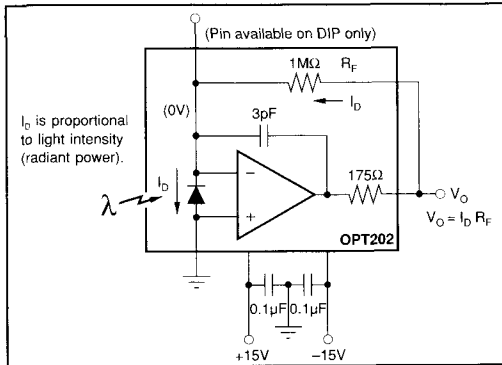 (Pin available on DIP only)
1MΩ R_F
I_D
(0V)
3pF
I_D is proportional
to light intensity
(radiant power).
I_D
λ
−
+
175Ω
V_O
V_O = I_D R_F
OPT202
0.1µF 0.1µF
+15V −15V